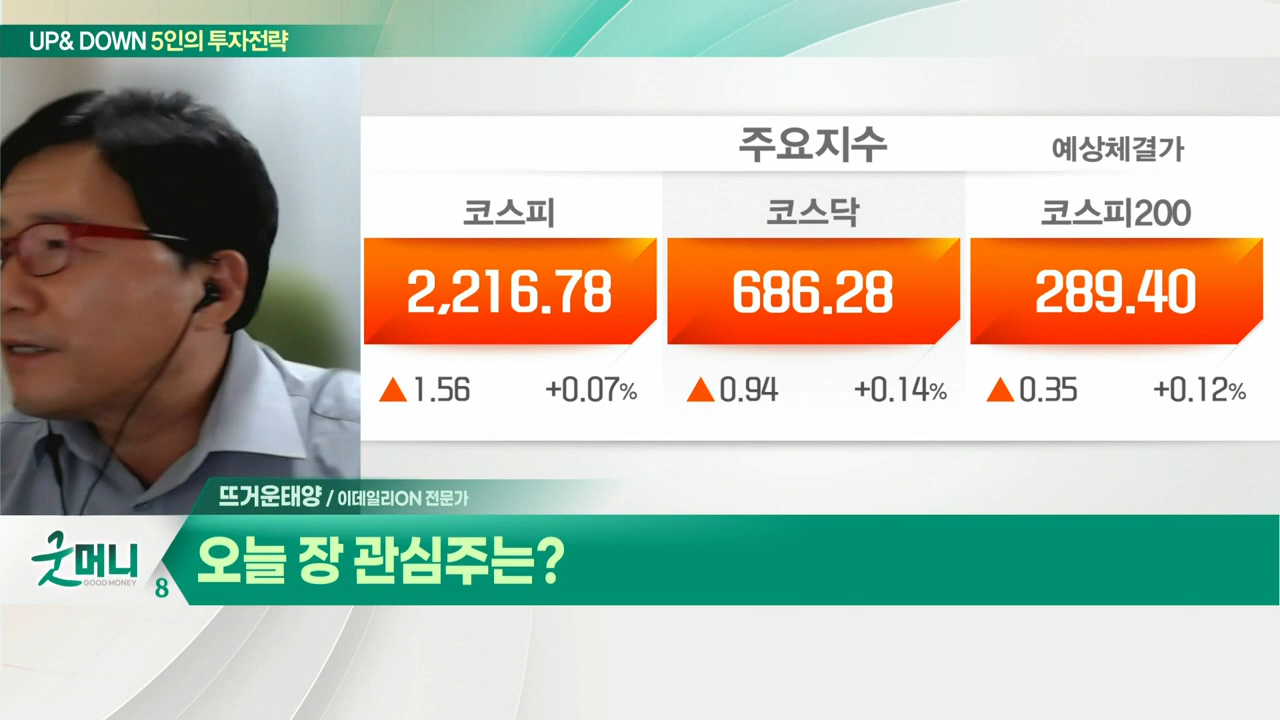 UP& DOWN 5인의 투자전략
주요지수
예상체결가
코스피
코스닥
코스피200
2,216.78
686.28
289.40
▲1.56 +0.07%
▲0.94 +0.14%
▲0.35 +0.12%
뜨거운태양 / 이데일리ON 전문가
굿머니
GOOD MONEY
8
오늘 장 관심주는?